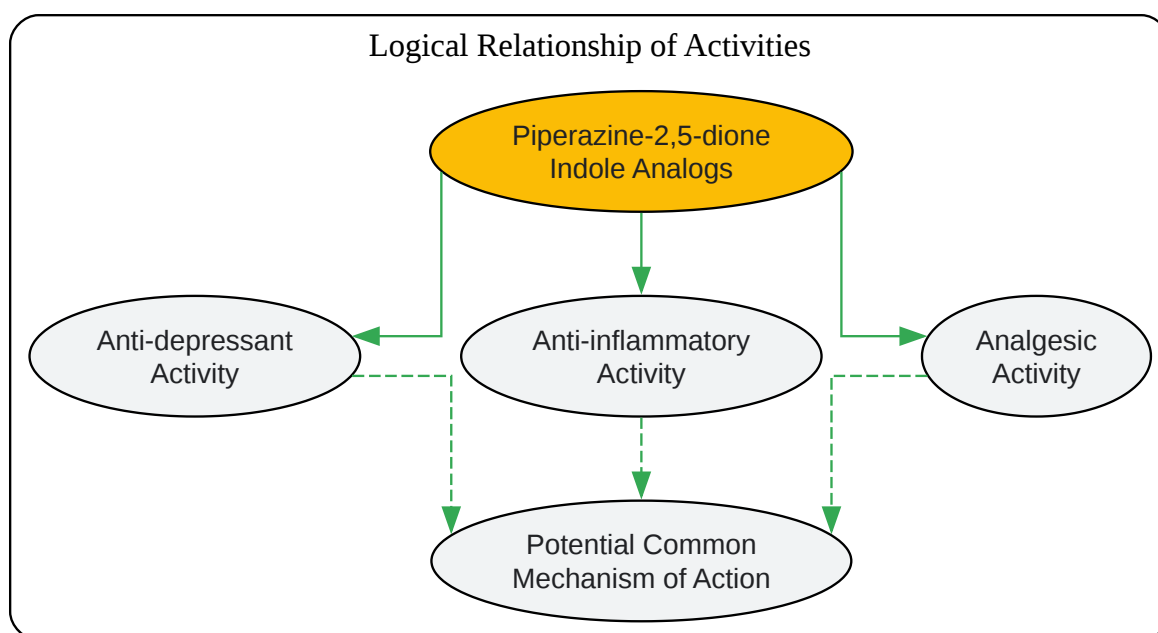 Logical Relationship of Activities
Piperazine-2,5-dione
Indole Analogs
Anti-depressant
Activity
Anti-inflammatory
Activity
Analgesic
Activity
Potential Common
Mechanism of Action